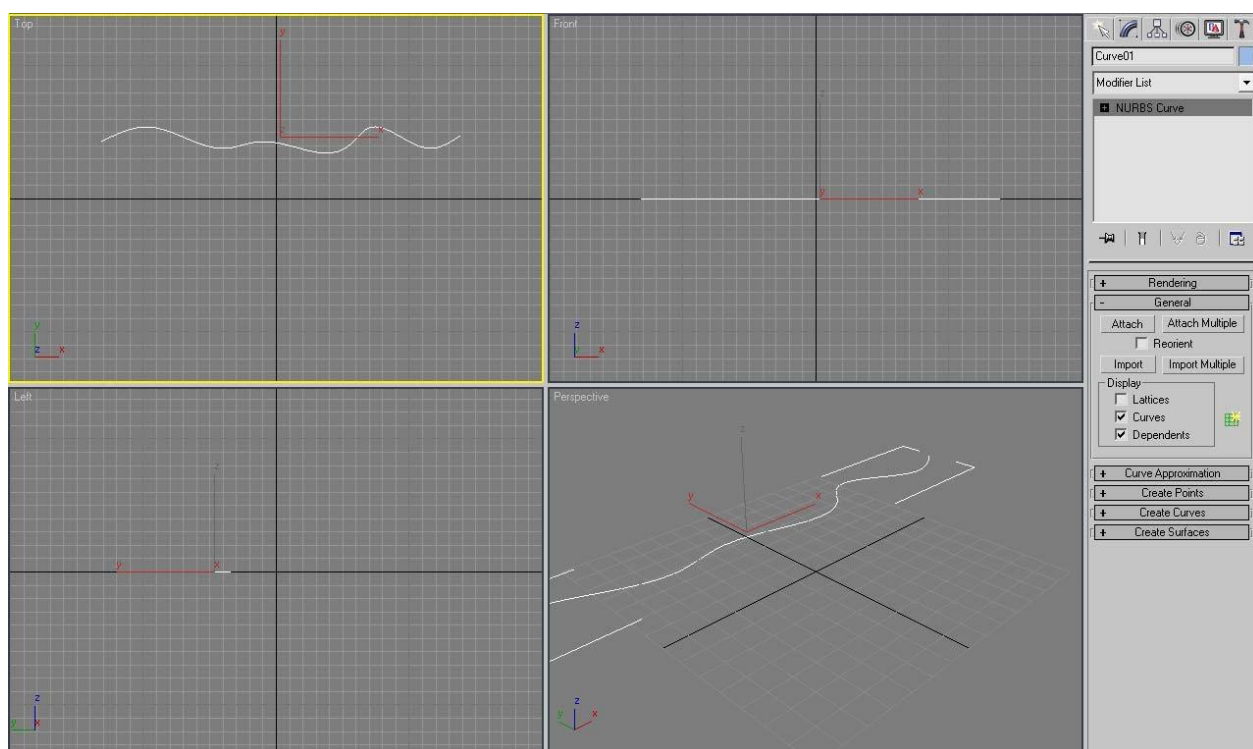 Top
Front
y
x
z
y
z
x
z
y
x
y
x
z
x
Left
Perspective
z
y
x
z
y
x
z
y
x
z
y
x
Curve01
Modifier List
NURBS Curve
+ Rendering
- General
Attach
Attach Multiple
Reorient
Import
Import Multiple
Display
Lattices
Curves
Dependents
+ Curve Approximation
+ Create Points
+ Create Curves
+ Create Surfaces